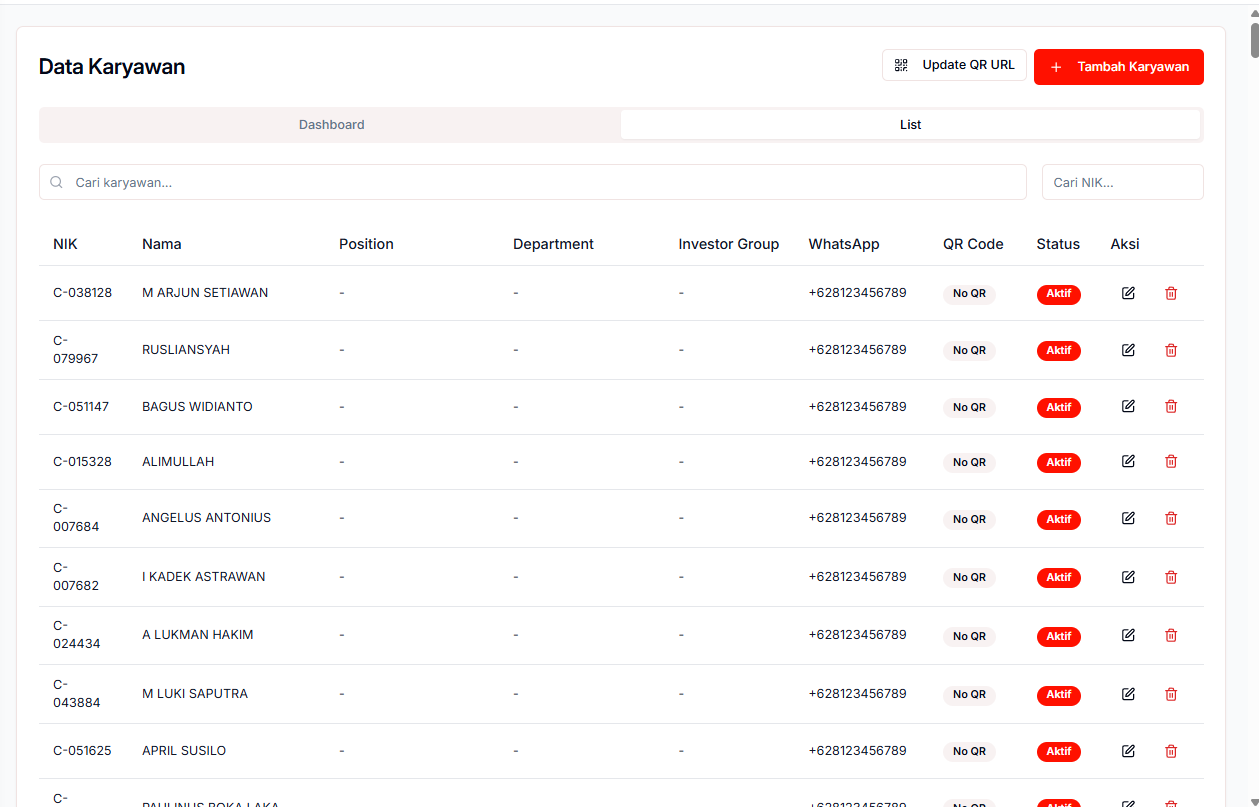 Data Karyawan
Update QR URL
Tambah Karyawan
Dashboard
List
Cari karyawan...
Cari NIK...
NIK Nama Position Department Investor Group WhatsApp QR Code Status Aksi
C-038128 M ARJUN SETIAWAN - - - +628123456789 No QR Aktif
C-079967 RUSLIANSYAH - - - +628123456789 No QR Aktif
C-051147 BAGUS WIDIANTO - - - +628123456789 No QR Aktif
C-015328 ALIMULLAH - - - +628123456789 No QR Aktif
C-007684 ANGELUS ANTONIUS - - - +628123456789 No QR Aktif
C-007682 I KADEK ASTRAWAN - - - +628123456789 No QR Aktif
C-024434 A LUKMAN HAKIM - - - +628123456789 No QR Aktif
C-043884 M LUKI SAPUTRA - - - +628123456789 No QR Aktif
C-051625 APRIL SUSILO - - - +628123456789 No QR Aktif
C- PAULINUS +628123456789 No QR Aktif